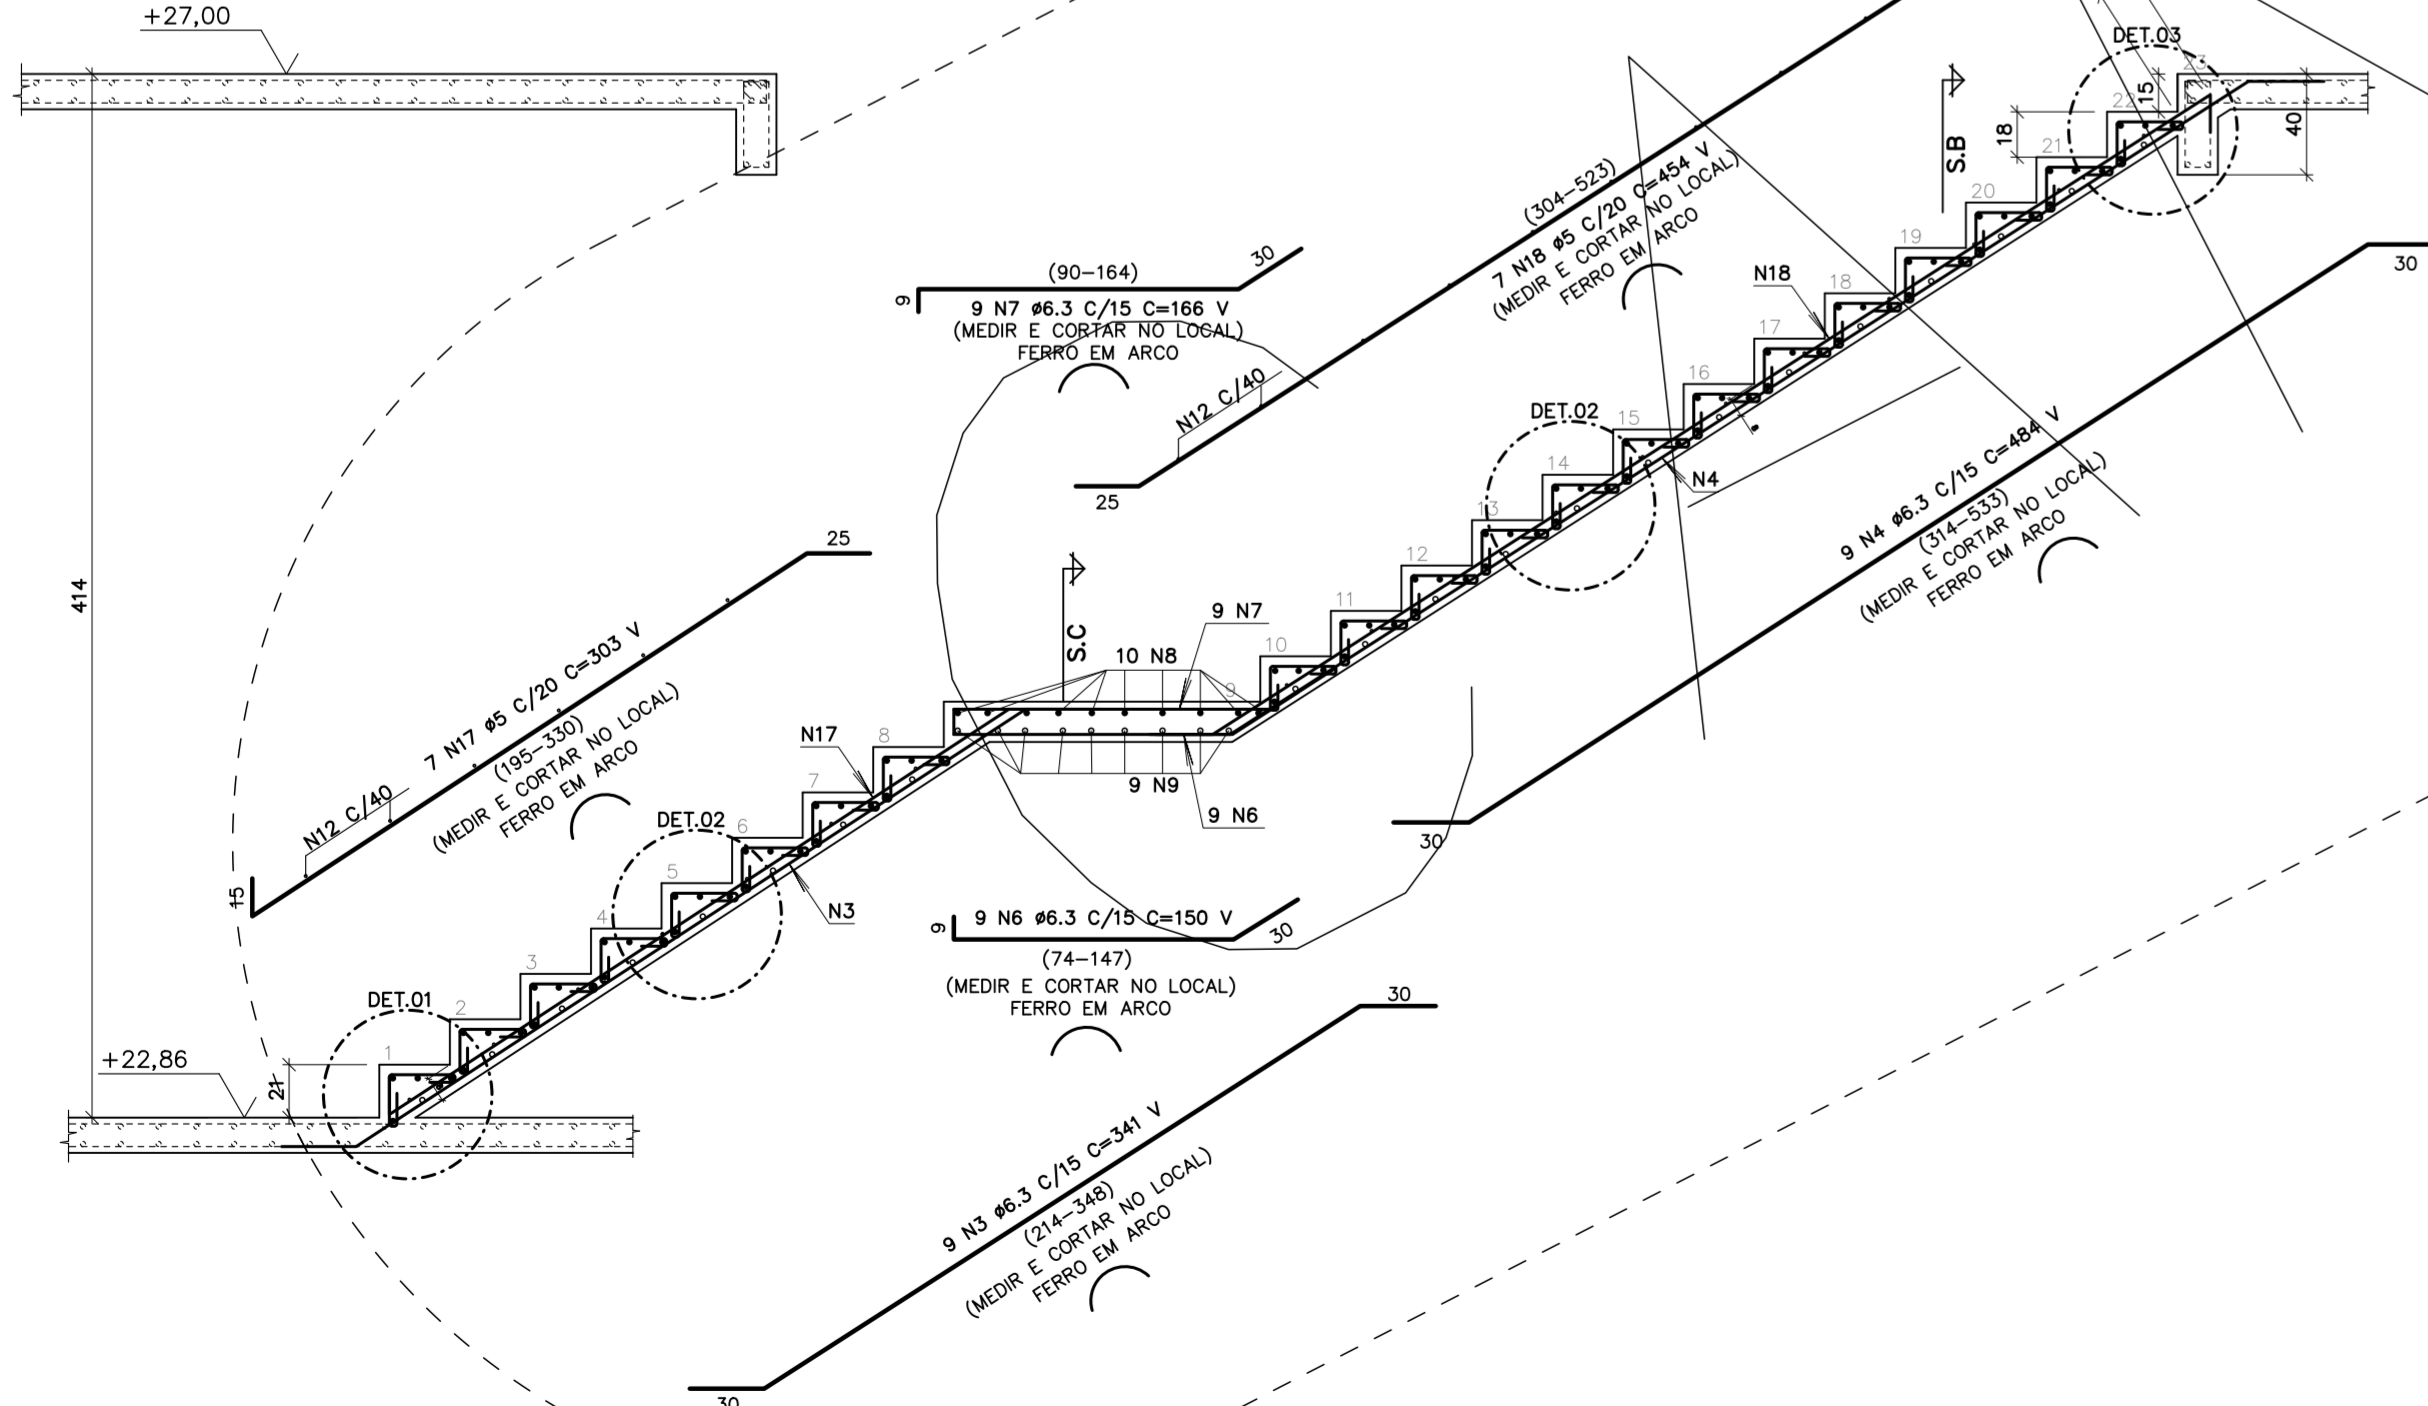 +27,00
DET.03
23
15
22
18
40
21
S.B
20
19
18
17
16
15
14
13
12
11
10
9
8
7
6
5
4
3
2
1
(304-523)
7 N18 ø5 C/20 C=454 V
(MEDIR E CORTAR NO LOCAL)
FERRO EM ARCO
N12 C/40
25
(90-164)
30
9
9 N7 ø6.3 C/15 C=166 V
(MEDIR E CORTAR NO LOCAL)
FERRO EM ARCO
N18
30
DET.02
N4
9 N4 ø6.3 C/15 C=484 V
(314-533)
(MEDIR E CORTAR NO LOCAL)
FERRO EM ARCO
30
414
25
7 N17 ø5 C/20 C=303 V
(195-330)
(MEDIR E CORTAR NO LOCAL)
FERRO EM ARCO
N12 C/40
15
S.C
9 N7
10 N8
N17
9 N9
9 N6
DET.02
N3
9
9 N6 ø6.3 C/15 C=150 V
30
(74-147)
(MEDIR E CORTAR NO LOCAL)
FERRO EM ARCO
DET.01
+22,86
21
30
9 N3 ø6.3 C/15 C=341 V
(214-348)
(MEDIR E CORTAR NO LOCAL)
FERRO EM ARCO
30